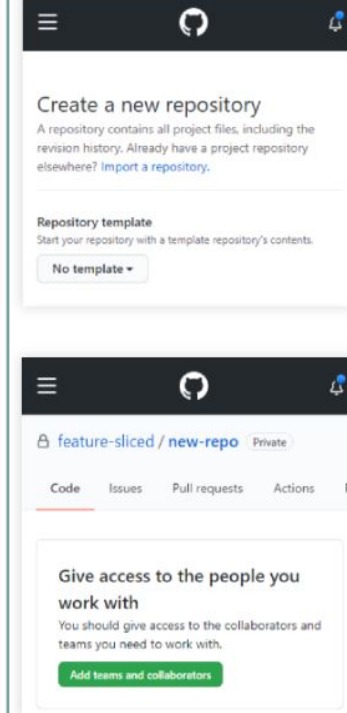 Create a new repository
A repository contains all project files, including the
revision history. Already have a project repository
elsewhere? Import a repository.
Repository template
Start your repository with a template repository's contents.
No template
feature-sliced / new-repo Private
Code Issues Pull requests Actions
Give access to the people you
work with
You should give access to the collaborators and
teams you need to work with.
Add teams and collaborators